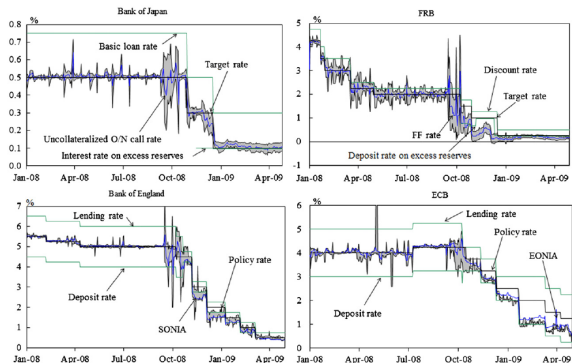 Bank of Japan
%
0.8
0.7
0.6
0.5
0.4
0.3
0.2
0.1
0.0
Basic loan rate
Target rate
Uncollateralized O/N call rate
Interest rate on excess reserves
Jan-08 Apr-08 Jul-08 Oct-08 Jan-09 Apr-09
FRB
%
5
4
3
2
1
0
-1
Discount rate
Target rate
FF rate
Deposit rate on excess reserves
Jan-08 Apr-08 Jul-08 Oct-08 Jan-09 Apr-09
Bank of England
%
7
6
5
4
3
2
1
0
Lending rate
Policy rate
Deposit rate
SONIA
Jan-08 Apr-08 Jul-08 Oct-08 Jan-09 Apr-09
ECB
%
6
5
4
3
2
1
0
Lending rate
Policy rate
EONIA
Deposit rate
Jan-08 Apr-08 Jul-08 Oct-08 Jan-09 Apr-09